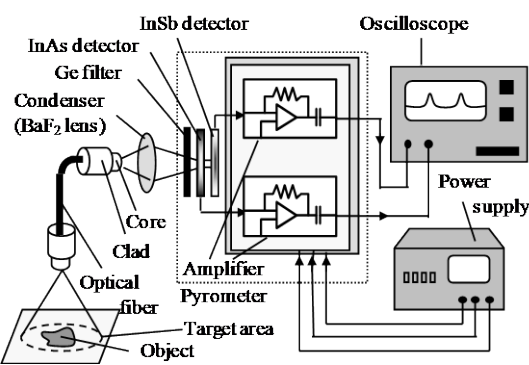 InSb detector
Oscilloscope
InAs detector
Ge filter
Condenser
(BaF2 lens)
Core
Clad
Optical
fiber
Amplifier
Pyrometer
Power
supply
Target area
Object